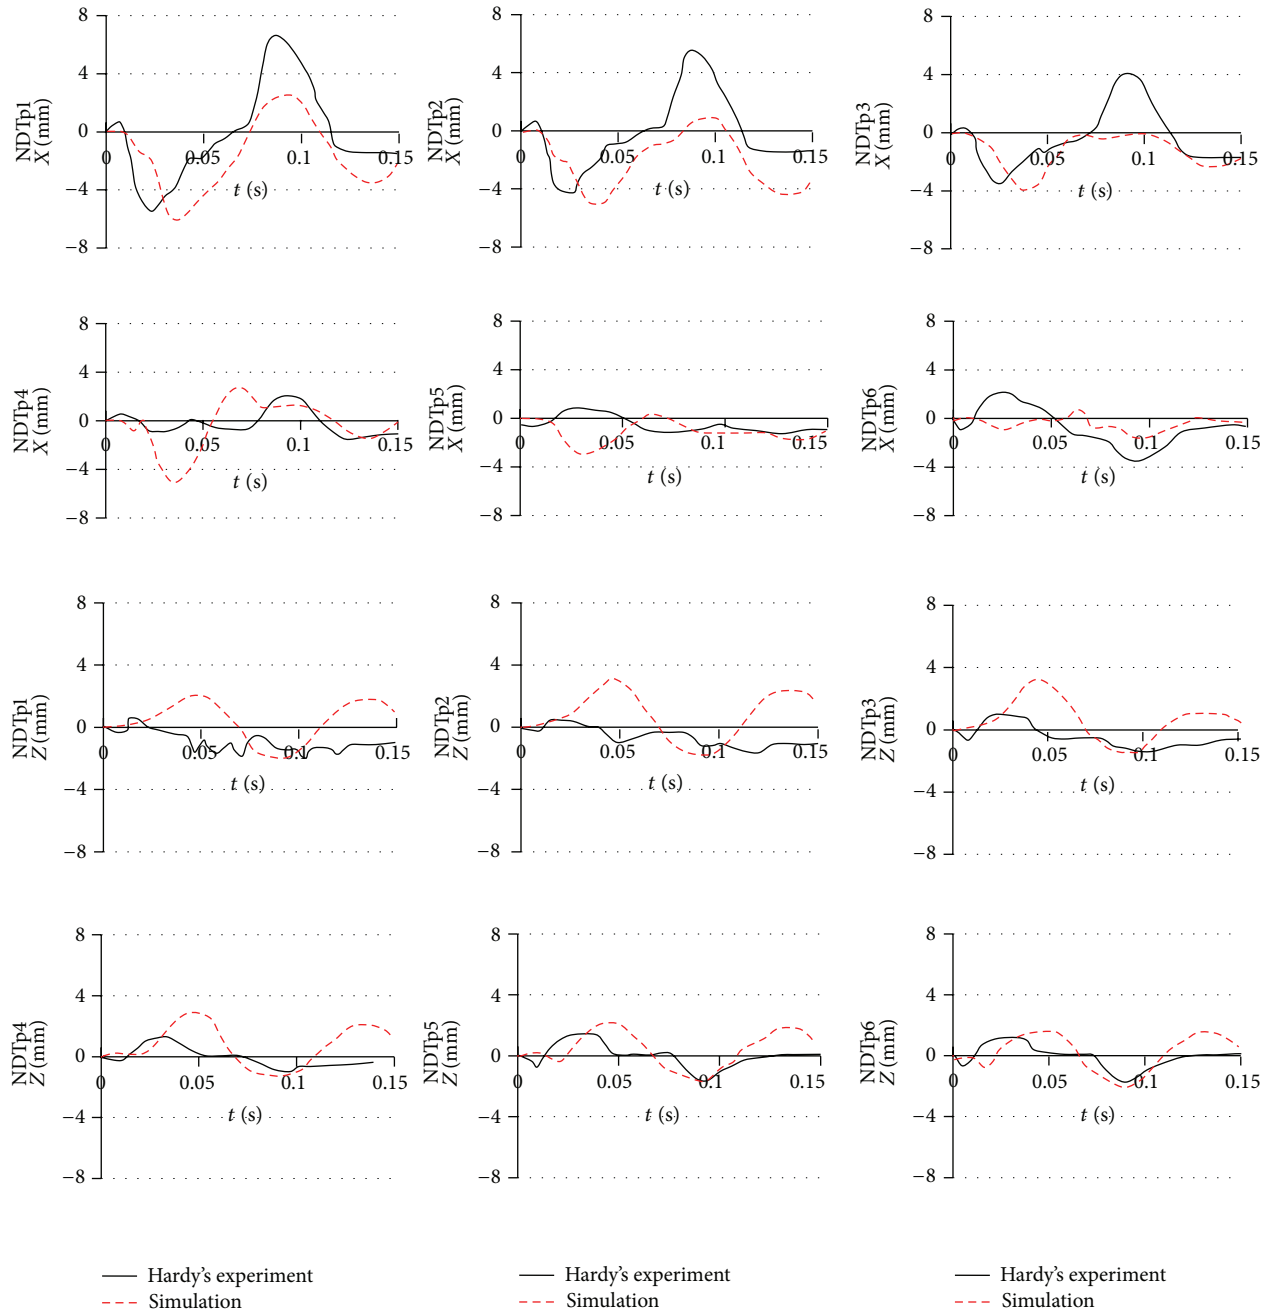 8 8 8
4 4 4
0 0 0
−4 −4 −4
−8 −8 −8
NDTp1 X (mm) NDTp2 X (mm) NDTp3 X (mm)
0 0.05 0.1 0.15 0 0.05 0.1 0.15 0 0.05 0.1 0.15
t (s) t (s) t (s)
8 8 8
4 4 4
0 0 0
−4 −4 −4
−8 −8 −8
NDTp4 X (mm) NDTp5 X (mm) NDTp6 X (mm)
0 0.05 0.1 0.15 0 0.05 0.1 0.15 0 0.05 0.1 0.15
t (s) t (s) t (s)
8 8 8
4 4 4
0 0 0
−4 −4 −4
−8 −8 −8
NDTp1 Z (mm) NDTp2 Z (mm) NDTp3 Z (mm)
0 0.05 0.1 0.15 0 0.05 0.1 0.15 0 0.05 0.1 0.15
t (s) t (s) t (s)
8 8 8
4 4 4
0 0 0
−4 −4 −4
−8 −8 −8
NDTp4 Z (mm) NDTp5 Z (mm) NDTp6 Z (mm)
0 0.05 0.1 0.15 0 0.05 0.1 0.15 0 0.05 0.1 0.15
t (s) t (s) t (s)
Hardy's experiment Hardy's experiment Hardy's experiment
Simulation Simulation Simulation